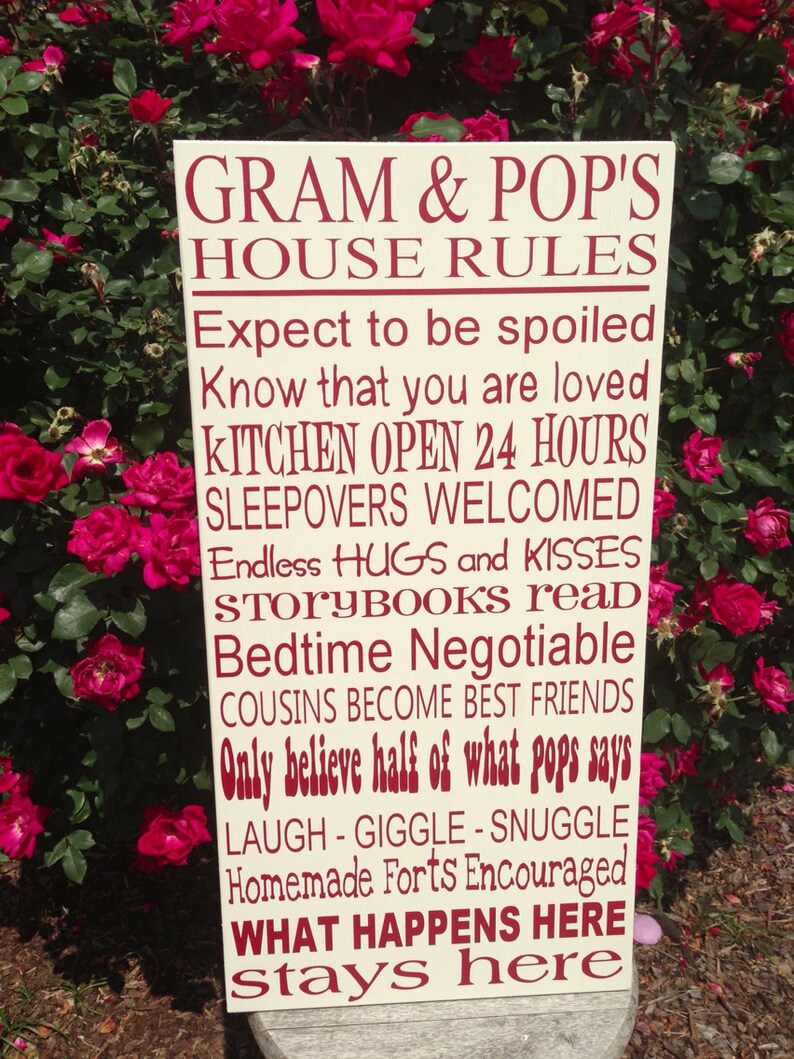 GRAM & POP'S
HOUSE RULES
Expect to be spoiled
Know that you are loved
KITCHEN OPEN 24 HOURS
SLEEPOVERS WELCOMED
Endless HUGS and KISSES
STOryBOOKS read
Bedtime Negotiable
COUSINS BECOME BEST FRIENDS
Only believe half of what pops says
LAUGH - GIGGLE - SNUGGLE
Homemade Forts Encouraged
WHAT HAPPENS HERE
stays here